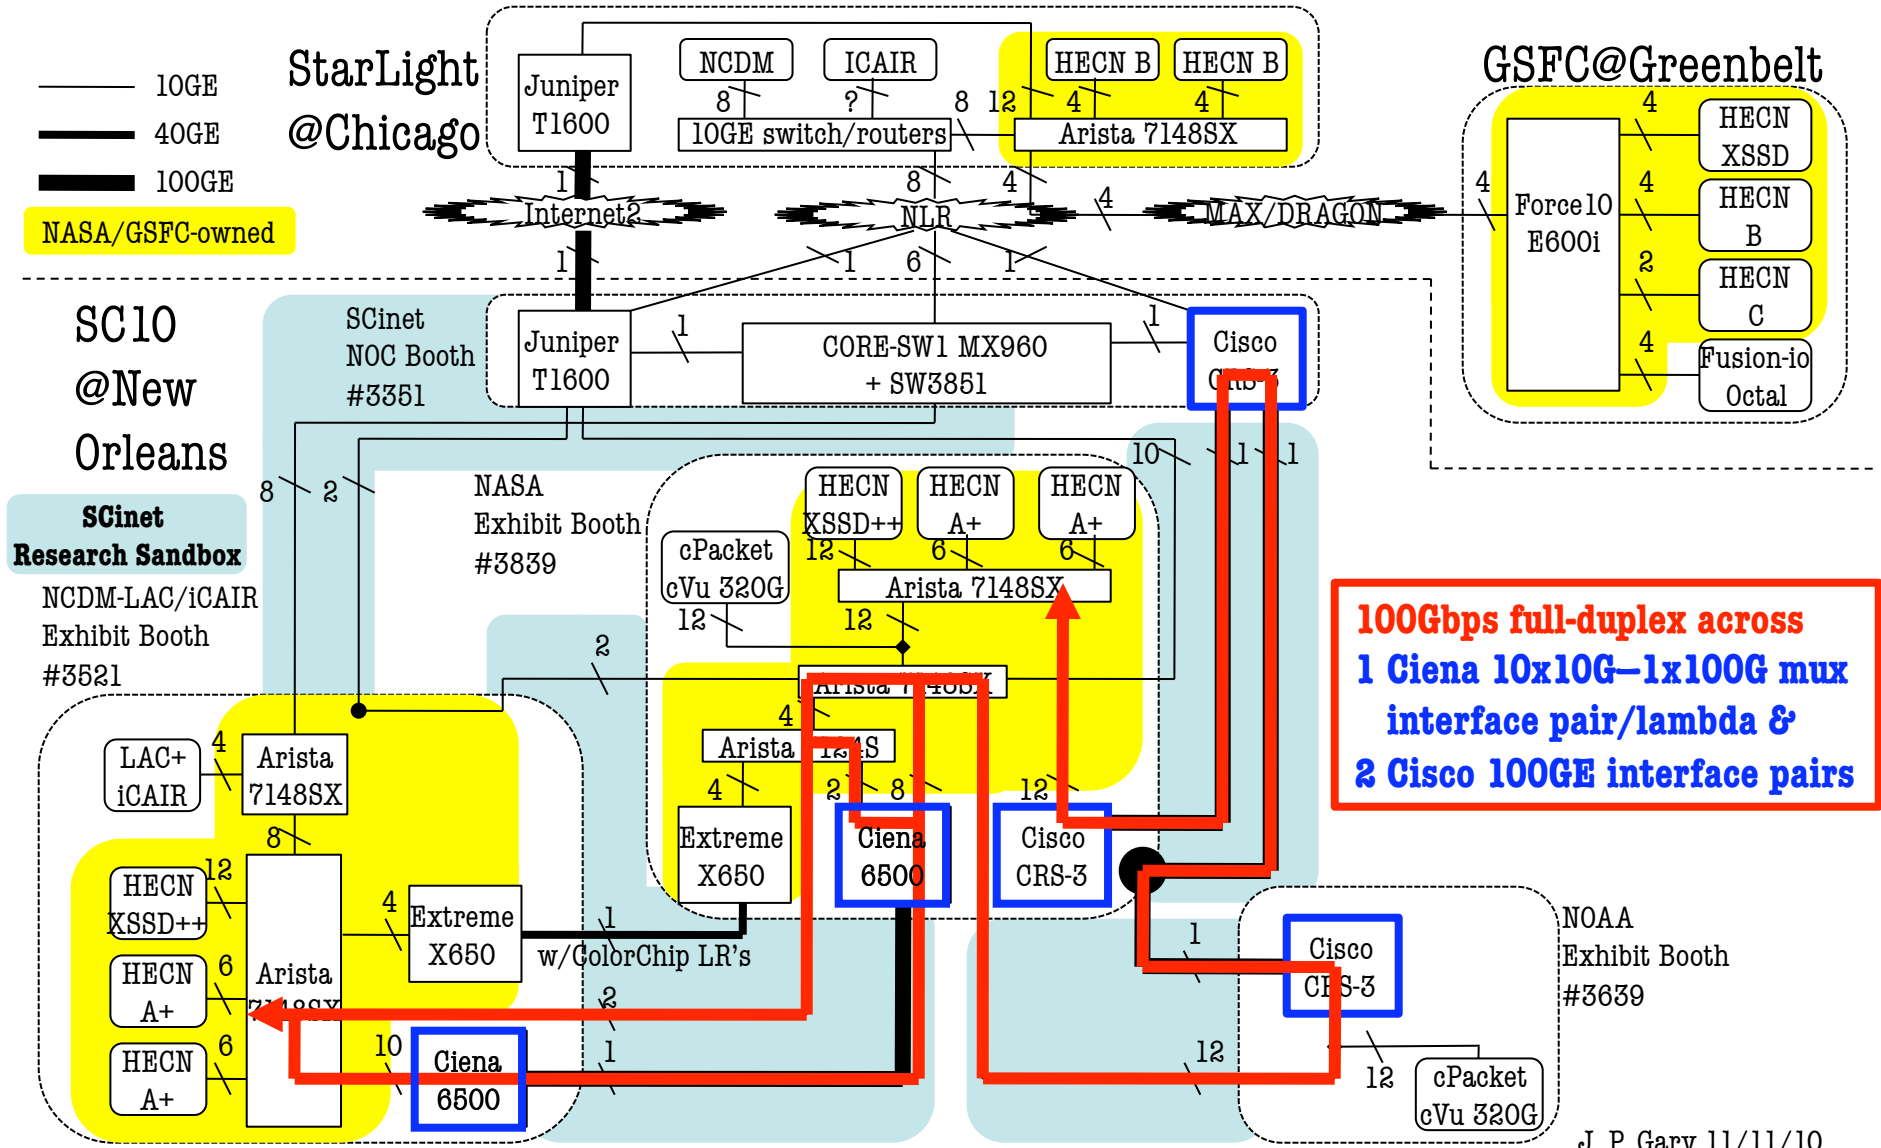 10GE
40GE
100GE
NASA/GSFC-owned
StarLight
@Chicago
Juniper
T1600
NCDM
ICAIR
HECN B
HECN B
8
?
8
12
4
4
10GE switch/routers
Arista 7148SX
1
8
4
Internet2
NLR
4
MAX/DRAGON
4
1
1
6
1
GSFC@Greenbelt
Force10
E600i
4
HECN
XSSD
4
HECN
B
2
HECN
C
4
Fusion-io
Octal
SC10
@New
Orleans
SCinet
NOC Booth
#3351
Juniper
T1600
1
CORE-SW1 MX960
+ SW3851
1
Cisco
CRS-3
8
2
10
1
1
SCinet
Research Sandbox
NASA
Exhibit Booth
#3839
HECN
XSSD++
HECN
A+
HECN
A+
cPacket
cVu 320G
12
6
6
Arista 7148SX
12
12
2
Arista 7148SX
4
Arista 7124S
4
2
8
12
Extreme
X650
Ciena
6500
Cisco
CRS-3
100Gbps full-duplex across
1 Ciena 10x10G–1x100G mux
interface pair/lambda &
2 Cisco 100GE interface pairs
NCDM-LAC/iCAIR
Exhibit Booth
#3521
LAC+
iCAIR
4
Arista
7148SX
8
HECN
XSSD++
12
HECN
A+
6
HECN
A+
6
Arista
7148SX
4
Extreme
X650
1
w/ColorChip LR's
2
10
Ciena
6500
1
1
Cisco
CRS-3
NOAA
Exhibit Booth
#3639
12
12
cPacket
cVu 320G
J. P. Gary 11/11/10